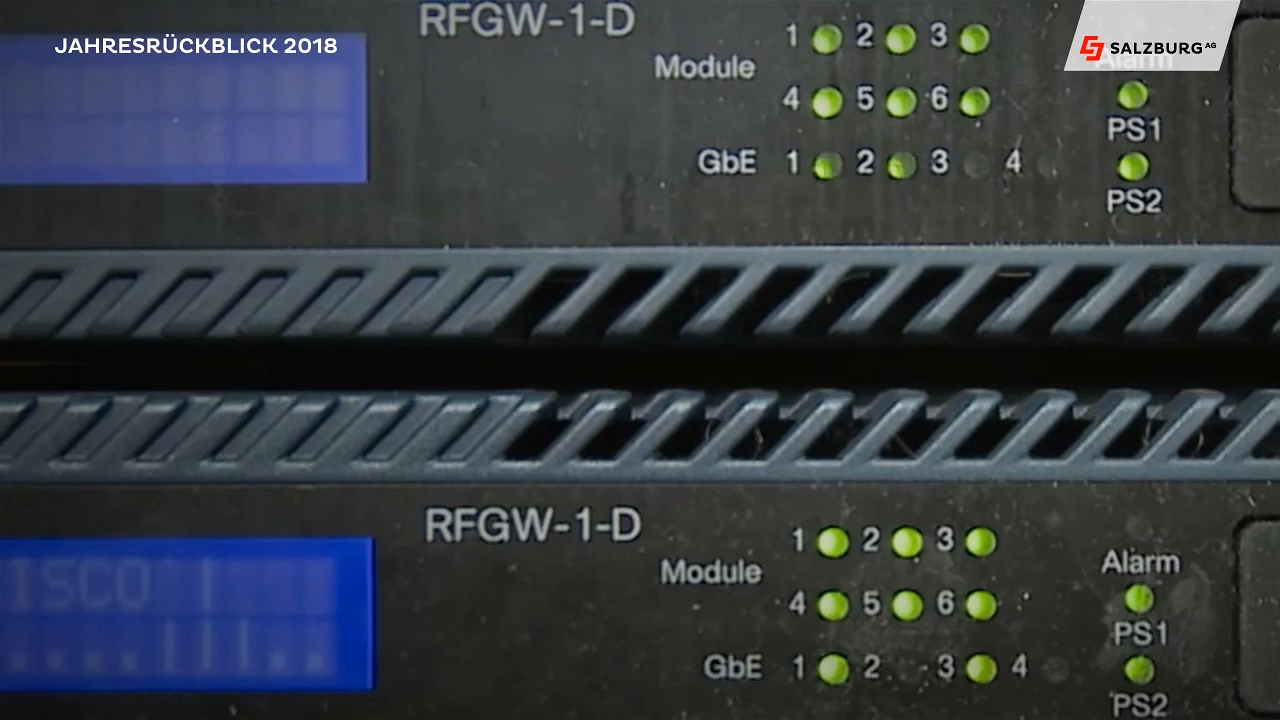 JAHRESRÜCKBLICK 2018
SALZBURG AG
RFGW-1-D
Module
1 2 3
4 5 6
GbE 1 2 3 4
Alarm
PS1
PS2
RFGW-1-D
ISCO
Module
1 2 3
4 5 6
GbE 1 2 3 4
Alarm
PS1
PS2